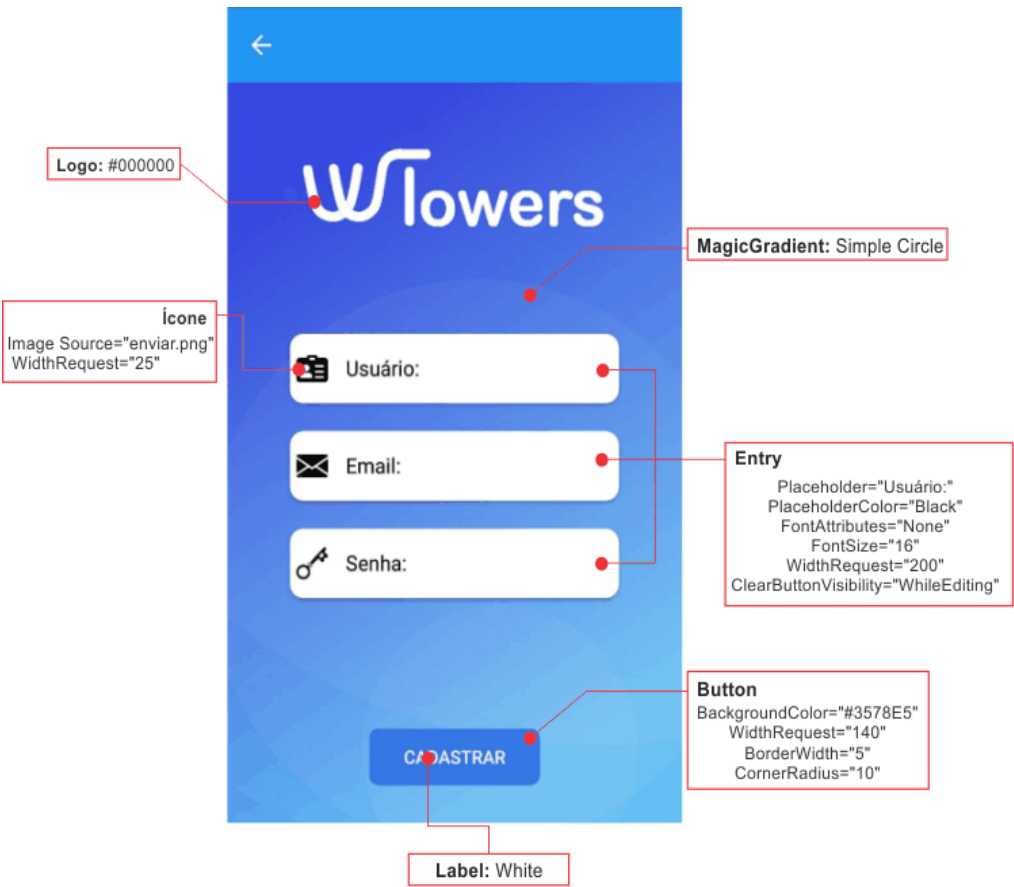 Wflowers
Logo: #000000
MagicGradient: Simple Circle
Ícone
Image Source="enviar.png"
WidthRequest="25"
Usuário:
Email:
Senha:
Entry
Placeholder="Usuário:"
PlaceholderColor="Black"
FontAttributes="None"
FontSize="16"
WidthRequest="200"
ClearButtonVisibility="WhileEditing"
Button
BackgroundColor="#3578E5"
WidthRequest="140"
BorderWidth="5"
CornerRadius="10"
CADASTRAR
Label: White